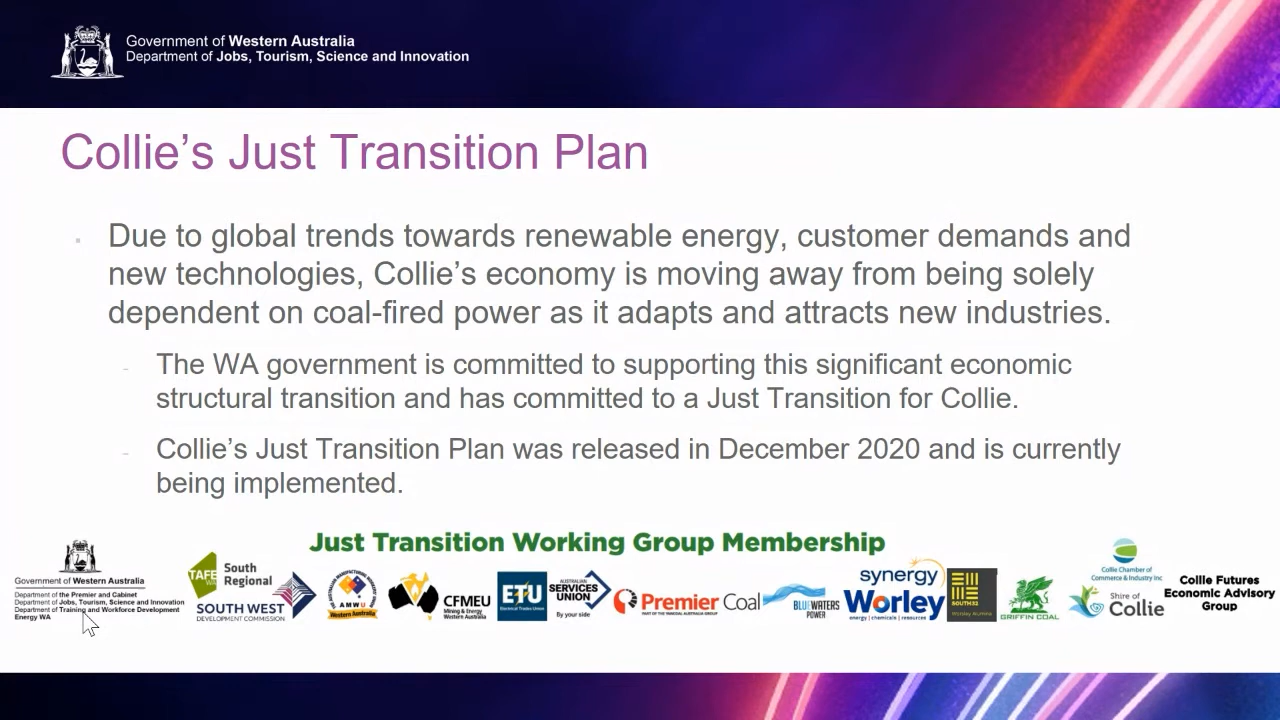 Government of Western Australia
Department of Jobs, Tourism, Science and Innovation
Collie's Just Transition Plan
Due to global trends towards renewable energy, customer demands and
new technologies, Collie's economy is moving away from being solely
dependent on coal-fired power as it adapts and attracts new industries.
The WA government is committed to supporting this significant economic
structural transition and has committed to a Just Transition for Collie.
Collie's Just Transition Plan was released in December 2020 and is currently
being implemented.
Just Transition Working Group Membership
Government of Western Australia
Department of the Premier and Cabinet
Department of Jobs, Tourism, Science and Innovation
Department of Training and Workforce Development
Energy WA
TAFE
WA
South
Regional
SOUTH WEST
DEVELOPMENT COMMISSION
AMWU
Western Australia
CFMEU
Mining & Energy
Western Australia
ETU
Electrical Trades Union
AUSTRALIAN
SERVICES
UNION
By your side
Premier Coal
PART OF THE YANCOAL AUSTRALIA GROUP
BLUEWATERS
POWER
synergy
Worley
energy | chemicals | resources
SOUTH32
Worsley Alumina
GRIFFIN COAL
Collie Chamber of
Commerce & Industry Inc
Shire of
Collie
Collie Futures
Economic Advisory
Group